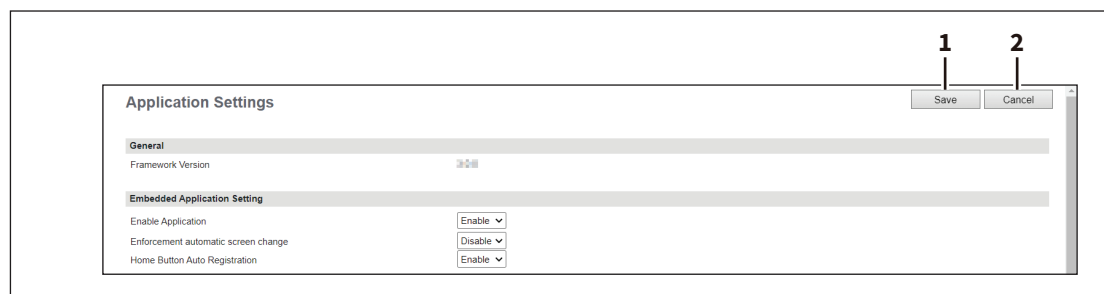 1 2
Application Settings Save Cancel
General
Framework Version
Embedded Application Setting
Enable Application Enable
Enforcement automatic screen change Disable
Home Button Auto Registration Enable